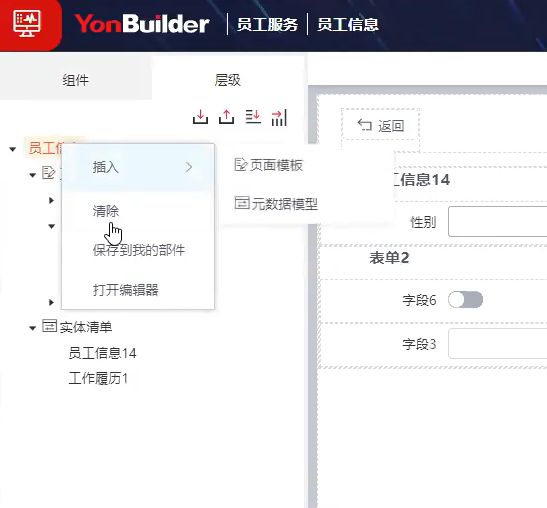 YonBuilder 员工服务 员工信息
组件 层级
返回
员工信
插入
页面模板
清除
元数据模型
保存到我的部件
打开编辑器
信息14
性别
表单2
字段6
字段3
实体清单
员工信息14
工作履历1